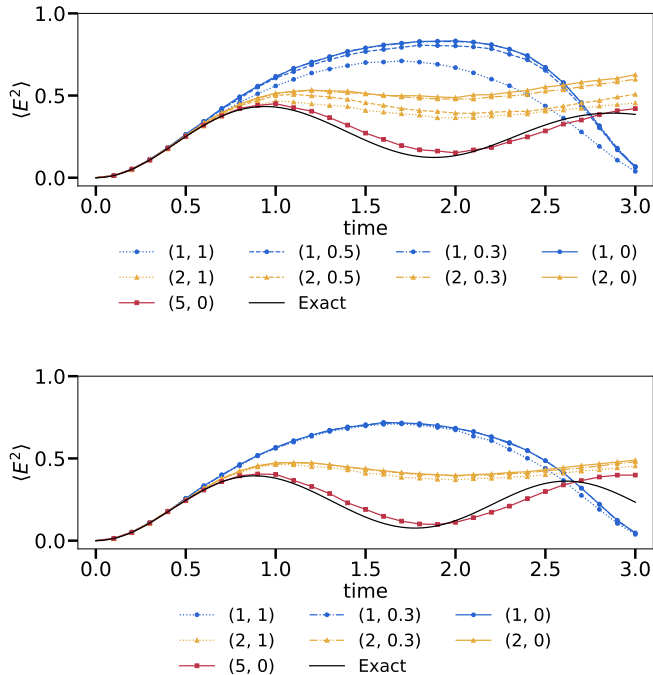 1.0
0.5
0.0
⟨E²⟩
0.0 0.5 1.0 1.5 2.0 2.5 3.0
time
(1, 1) (1, 0.5) (1, 0.3) (1, 0)
(2, 1) (2, 0.5) (2, 0.3) (2, 0)
(5, 0) Exact
1.0
0.5
0.0
⟨E²⟩
0.0 0.5 1.0 1.5 2.0 2.5 3.0
time
(1, 1) (1, 0.3) (1, 0)
(2, 1) (2, 0.3) (2, 0)
(5, 0) Exact